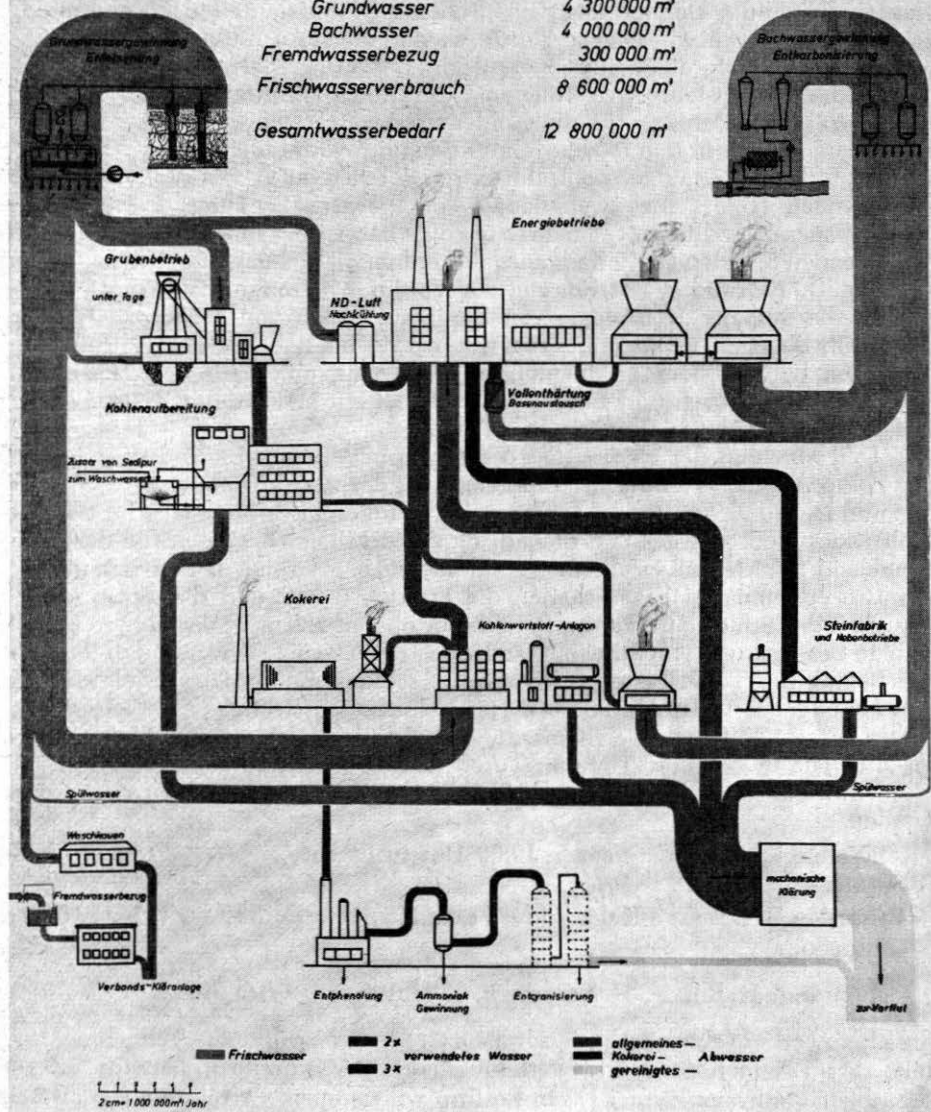 Grundwasser 4 300 000 m³
Bachwasser 4 000 000 m³
Fremdwasserbezug 300 000 m³
Frischwasserverbrauch 8 600 000 m³
Gesamtwasserbedarf 12 800 000 m³
Grundwassergewinnung
Enteisenung
Bachwassergewinnung
Entkarbonisierung
Energiebetriebe
Grubenbetrieb
unter Tage
ND-Luft
Nachkühlung
Vollenthärtung
Basenaustausch
Kohlenaufbereitung
Zusatz von Sedipur
zum Waschwasser
Kokerei
Kohlenwertstoff-Anlagen
Steinfabrik
und Nebenbetriebe
Spülwasser
Spülwasser
Waschkauen
Fremdwasserbezug
mechanische
Klärung
Verbands-Kläranlage
Entphenolung
Ammoniak
Gewinnung
Entcyanisierung
zur Vorflut
Frischwasser
2x
verwendetes Wasser
3x
allgemeines —
Kokerei — Abwasser
gereinigtes —
2 cm = 1 000 000 m³/Jahr